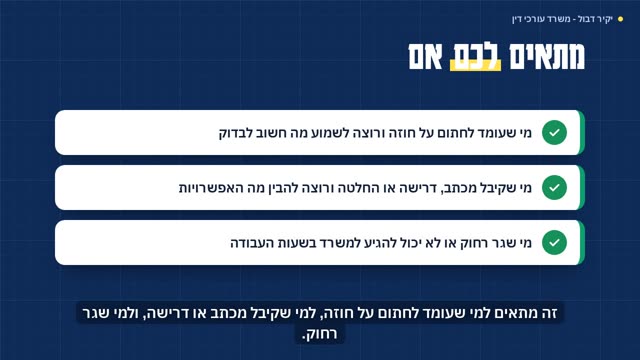 יקיר דבול - משרד עורכי דין
מתאים לכם אם
מי שעומד לחתום על חוזה ורוצה לשמוע מה חשוב לבדוק
מי שקיבל מכתב, דרישה או החלטה ורוצה להבין מה האפשרויות
מי שגר רחוק או לא יכול להגיע למשרד בשעות העבודה
זה מתאים למי שעומד לחתום על חוזה, למי שקיבל מכתב או דרישה, ולמי שגר
רחוק.